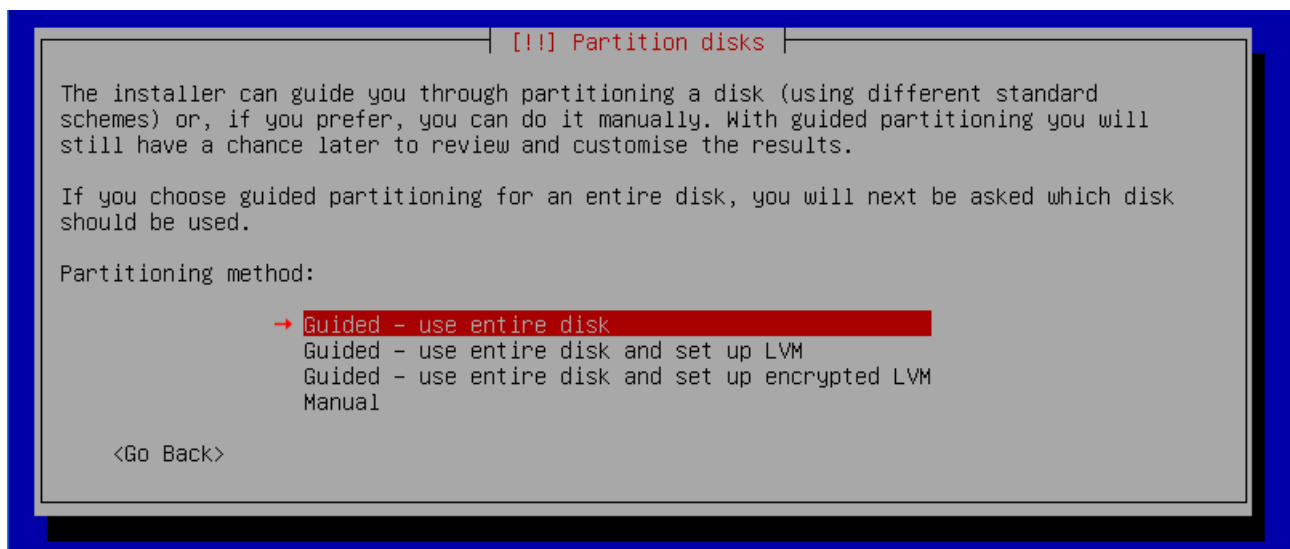 [!!] Partition disks
The installer can guide you through partitioning a disk (using different standard
schemes) or, if you prefer, you can do it manually. With guided partitioning you will
still have a chance later to review and customise the results.
If you choose guided partitioning for an entire disk, you will next be asked which disk
should be used.
Partitioning method:
→ Guided – use entire disk
Guided – use entire disk and set up LVM
Guided – use entire disk and set up encrypted LVM
Manual
<Go Back>